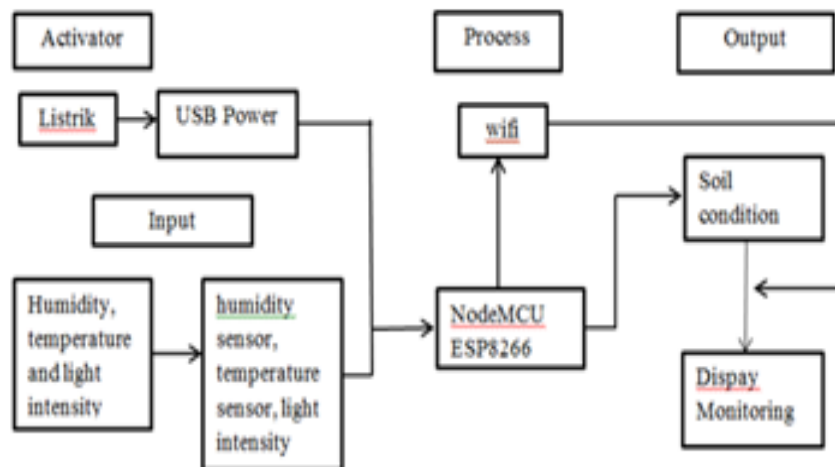 Activator
Process
Output
Listrik
USB Power
wifi
Soil
condition
Input
Humidity,
temperature
and light
intensity
humidity
sensor,
temperature
sensor, light
intensity
NodeMCU
ESP8266
Dispay
Monitoring